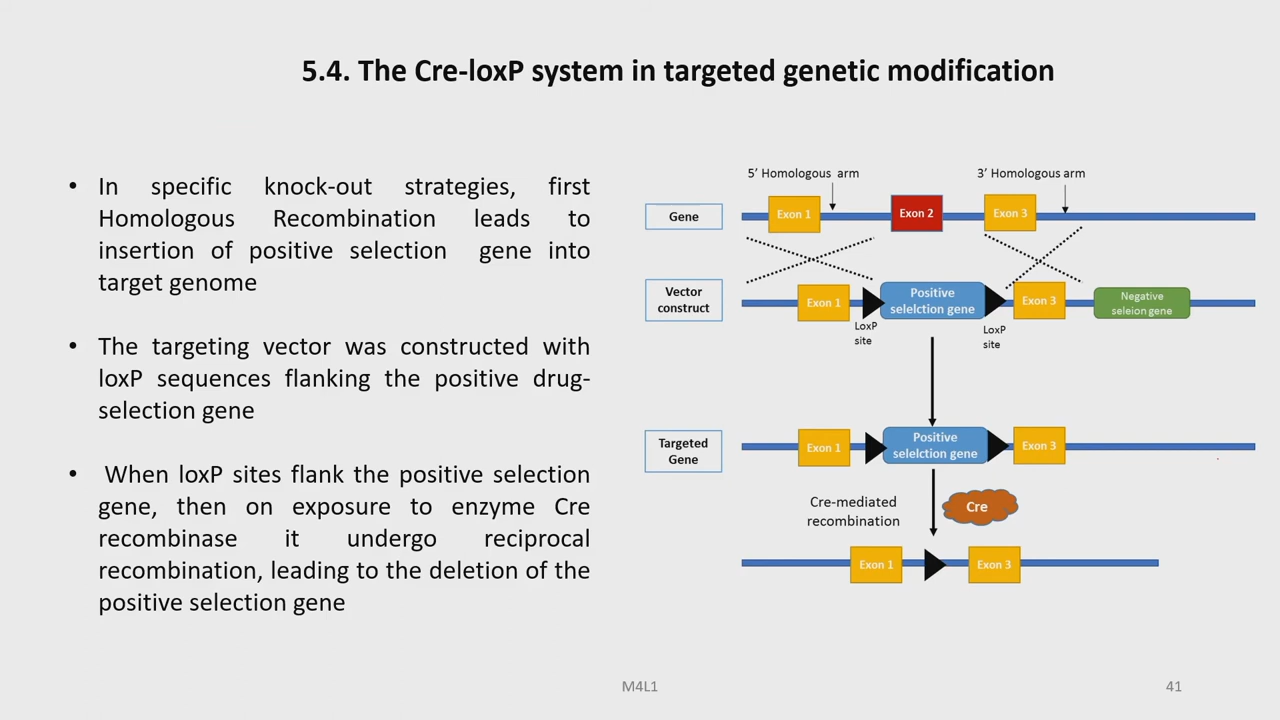 5.4. The Cre-loxP system in targeted genetic modification
• In specific knock-out strategies, first
Homologous Recombination leads to
insertion of positive selection gene into
target genome
• The targeting vector was constructed with
loxP sequences flanking the positive drug-
selection gene
• When loxP sites flank the positive selection
gene, then on exposure to enzyme Cre
recombinase it undergo reciprocal
recombination, leading to the deletion of the
positive selection gene
5’ Homologous arm
3’ Homologous arm
Gene
Exon 1
Exon 2
Exon 3
Vector
construct
Exon 1
Positive
selelction gene
Exon 3
Negative
seleion gene
LoxP
site
LoxP
site
Targeted
Gene
Exon 1
Positive
selelction gene
Exon 3
Cre-mediated
recombination
Cre
Exon 1
Exon 3
M4L1
41